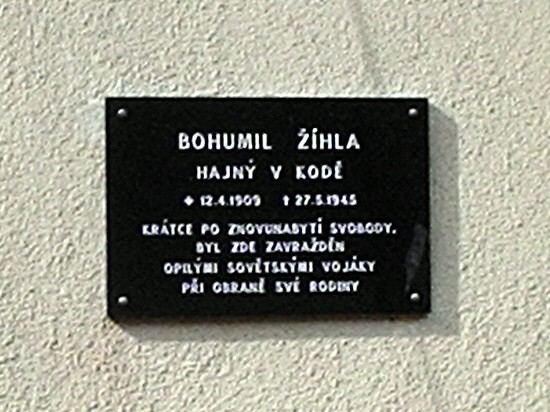 BOHUMIL ŽÍHLA
HAJNÝ V KODĚ
* 12.4.1909 † 27.5.1945
KRÁTCE PO ZNOVUNABYTÍ SVOBODY,
BYL ZDE ZAVRAŽDĚN
OPILÝMI SOVĚTSKÝMI VOJÁKY
PŘI OBRANĚ SVÉ RODINY